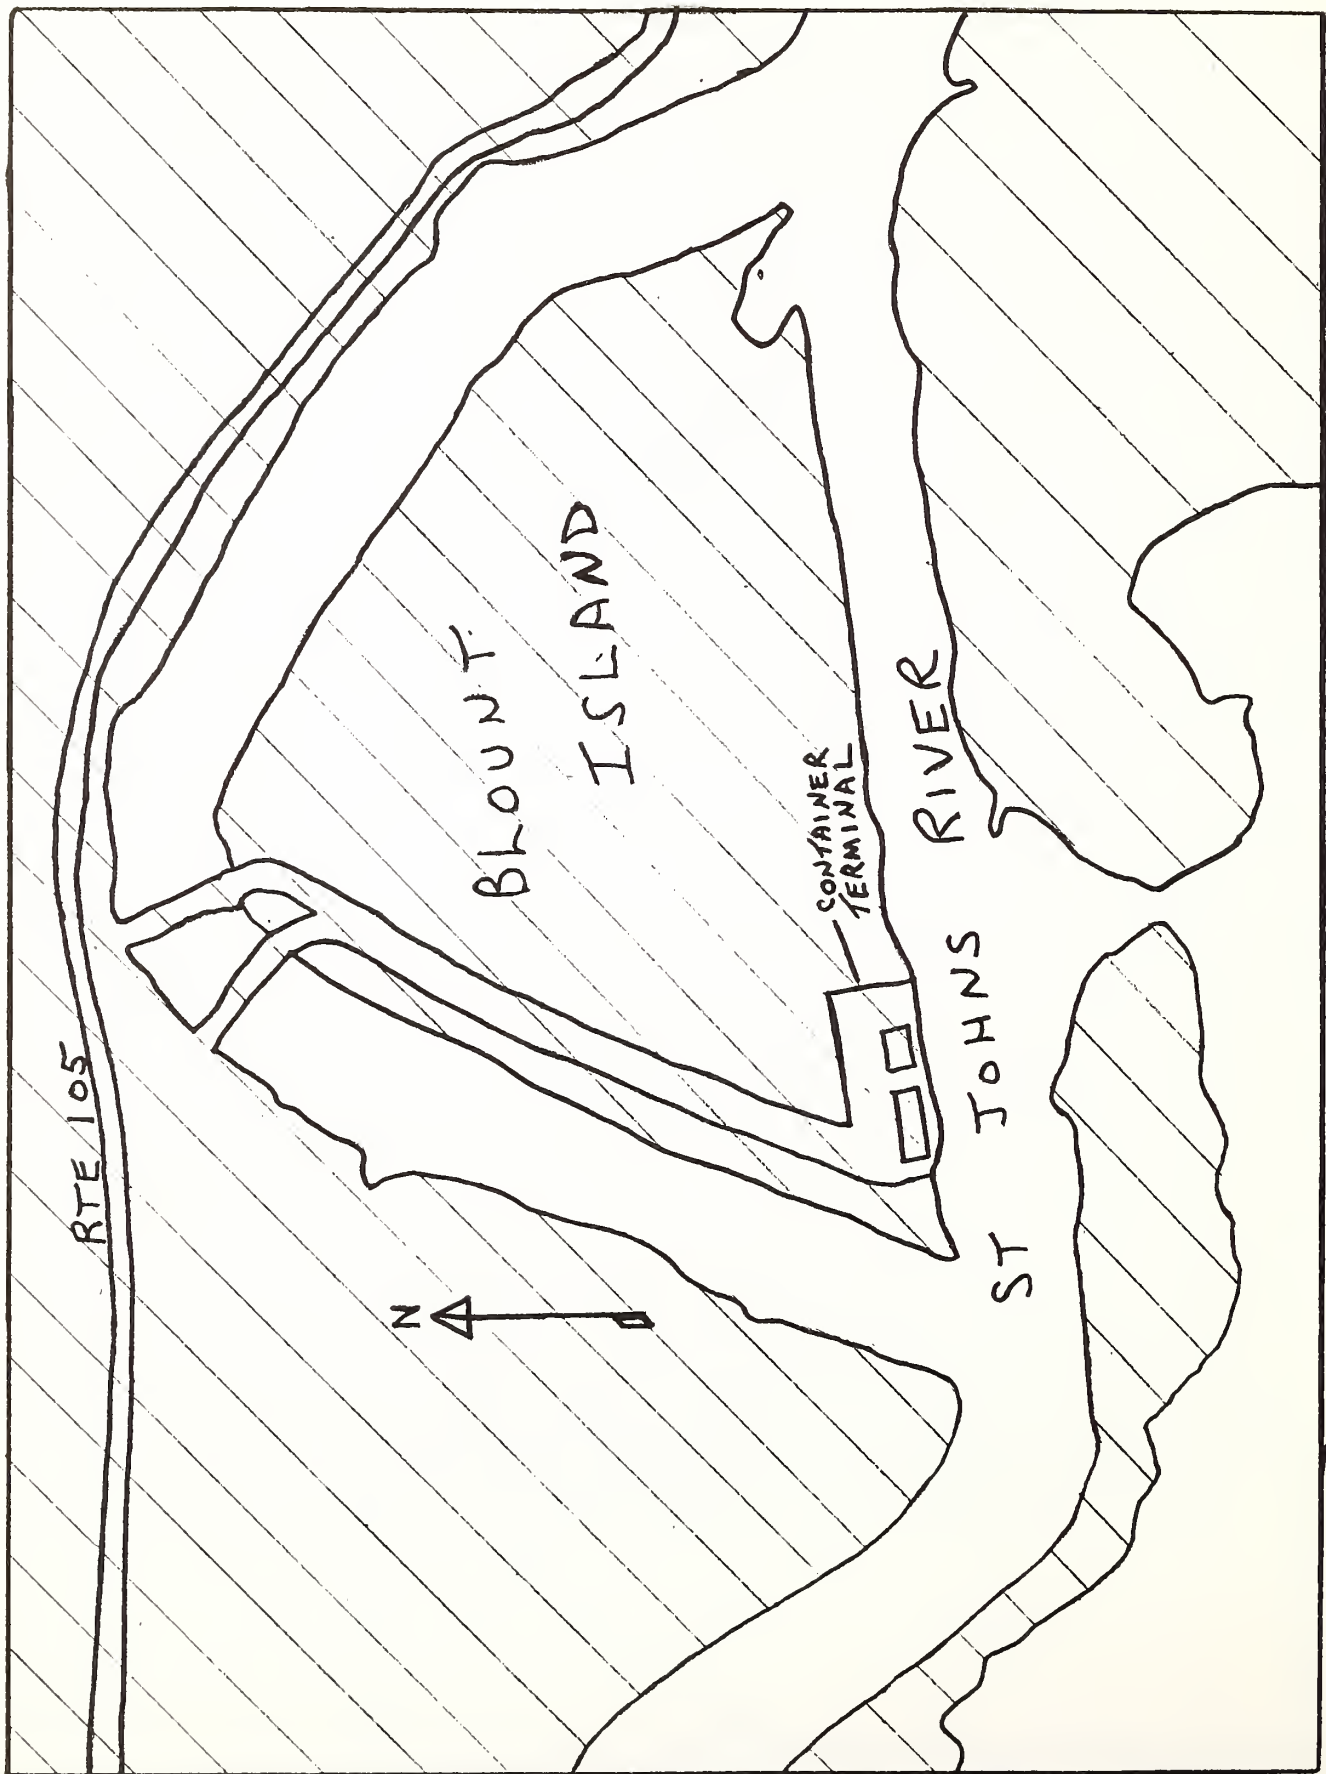 RTE 105
N
BLOUNT
ISLAND
CONTAINER
TERMINAL
ST JOHNS RIVER